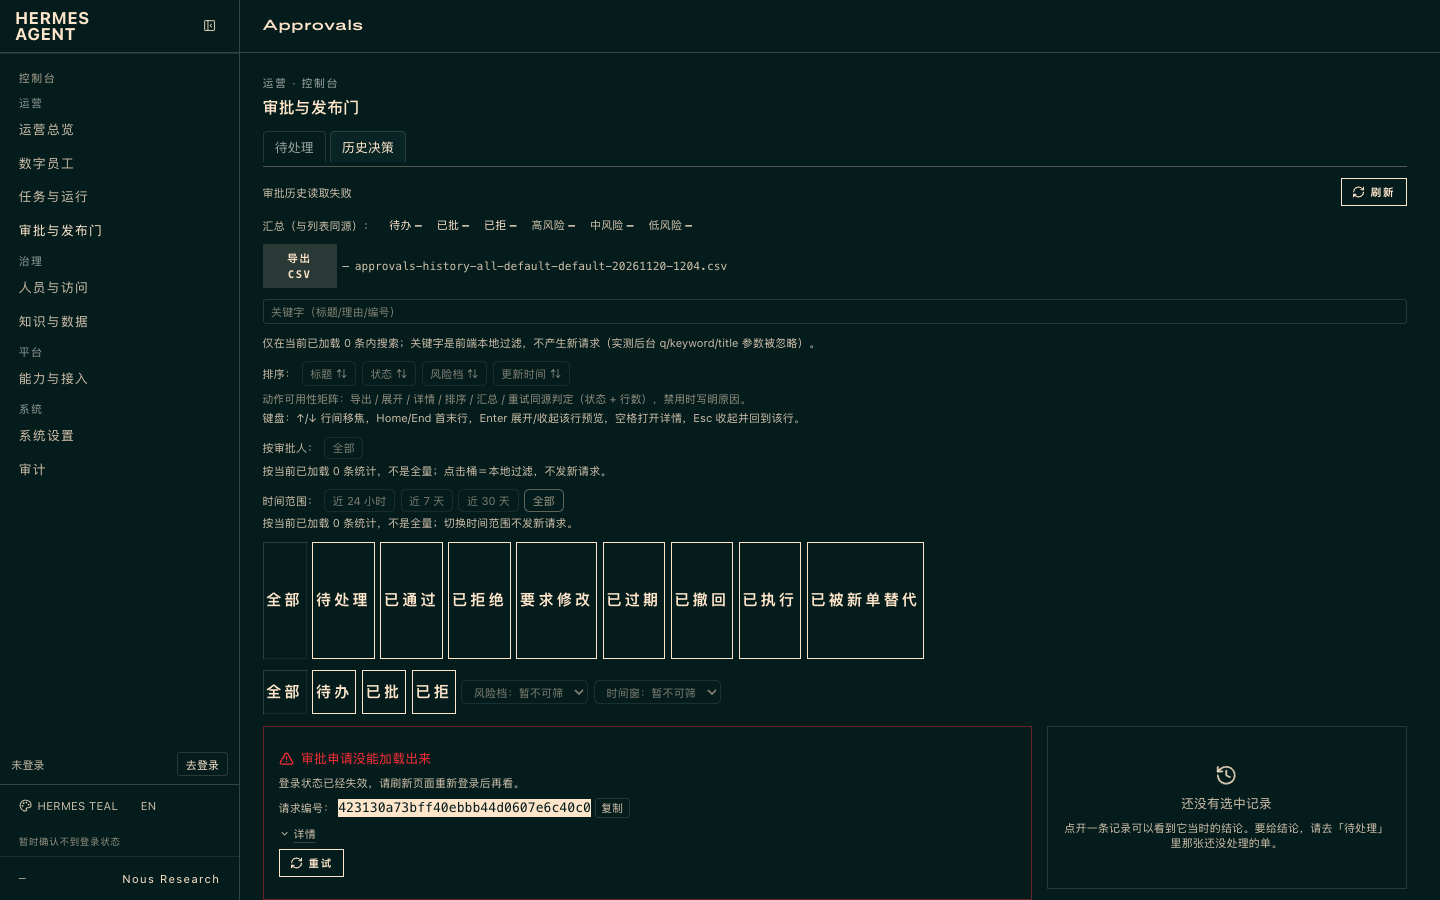 HERMES
AGENT
控制台
运营
运营总览
数字员工
任务与运行
审批与发布门
治理
人员与访问
知识与数据
平台
能力与接入
系统
系统设置
审计
未登录
去登录
HERMES TEAL
EN
暂时确认不到登录状态
—
Nous Research
Approvals
运营 · 控制台
审批与发布门
待处理
历史决策
审批历史读取失败
刷新
汇总（与列表同源）： 待办 — 已批 — 已拒 — 高风险 — 中风险 — 低风险 —
导出
CSV
— approvals-history-all-default-default-20261120-1204.csv
关键字（标题/理由/编号）
仅在当前已加载 0 条内搜索；关键字是前端本地过滤，不产生新请求（实测后台 q/keyword/title 参数被忽略）。
排序： 标题 ⇅ 状态 ⇅ 风险档 ⇅ 更新时间 ⇅
动作可用性矩阵：导出 / 展开 / 详情 / 排序 / 汇总 / 重试同源判定（状态 + 行数），禁用时写明原因。
键盘：↑/↓ 行间移焦，Home/End 首末行，Enter 展开/收起该行预览，空格打开详情，Esc 收起并回到该行。
按审批人： 全部
按当前已加载 0 条统计，不是全量；点击桶＝本地过滤，不发新请求。
时间范围： 近 24 小时 近 7 天 近 30 天 全部
按当前已加载 0 条统计，不是全量；切换时间范围不发新请求。
全部 待处理 已通过 已拒绝 要求修改 已过期 已撤回 已执行 已被新单替代
全部 待办 已批 已拒 风险档：暂不可筛 时间窗：暂不可筛
审批申请没能加载出来
登录状态已经失效，请刷新页面重新登录后再看。
请求编号： 423130a73bff40ebbb44d0607e6c40c0 复制
详情
重试
还没有选中记录
点开一条记录可以看到它当时的结论。要给结论，请去「待处理」
里那张还没处理的单。